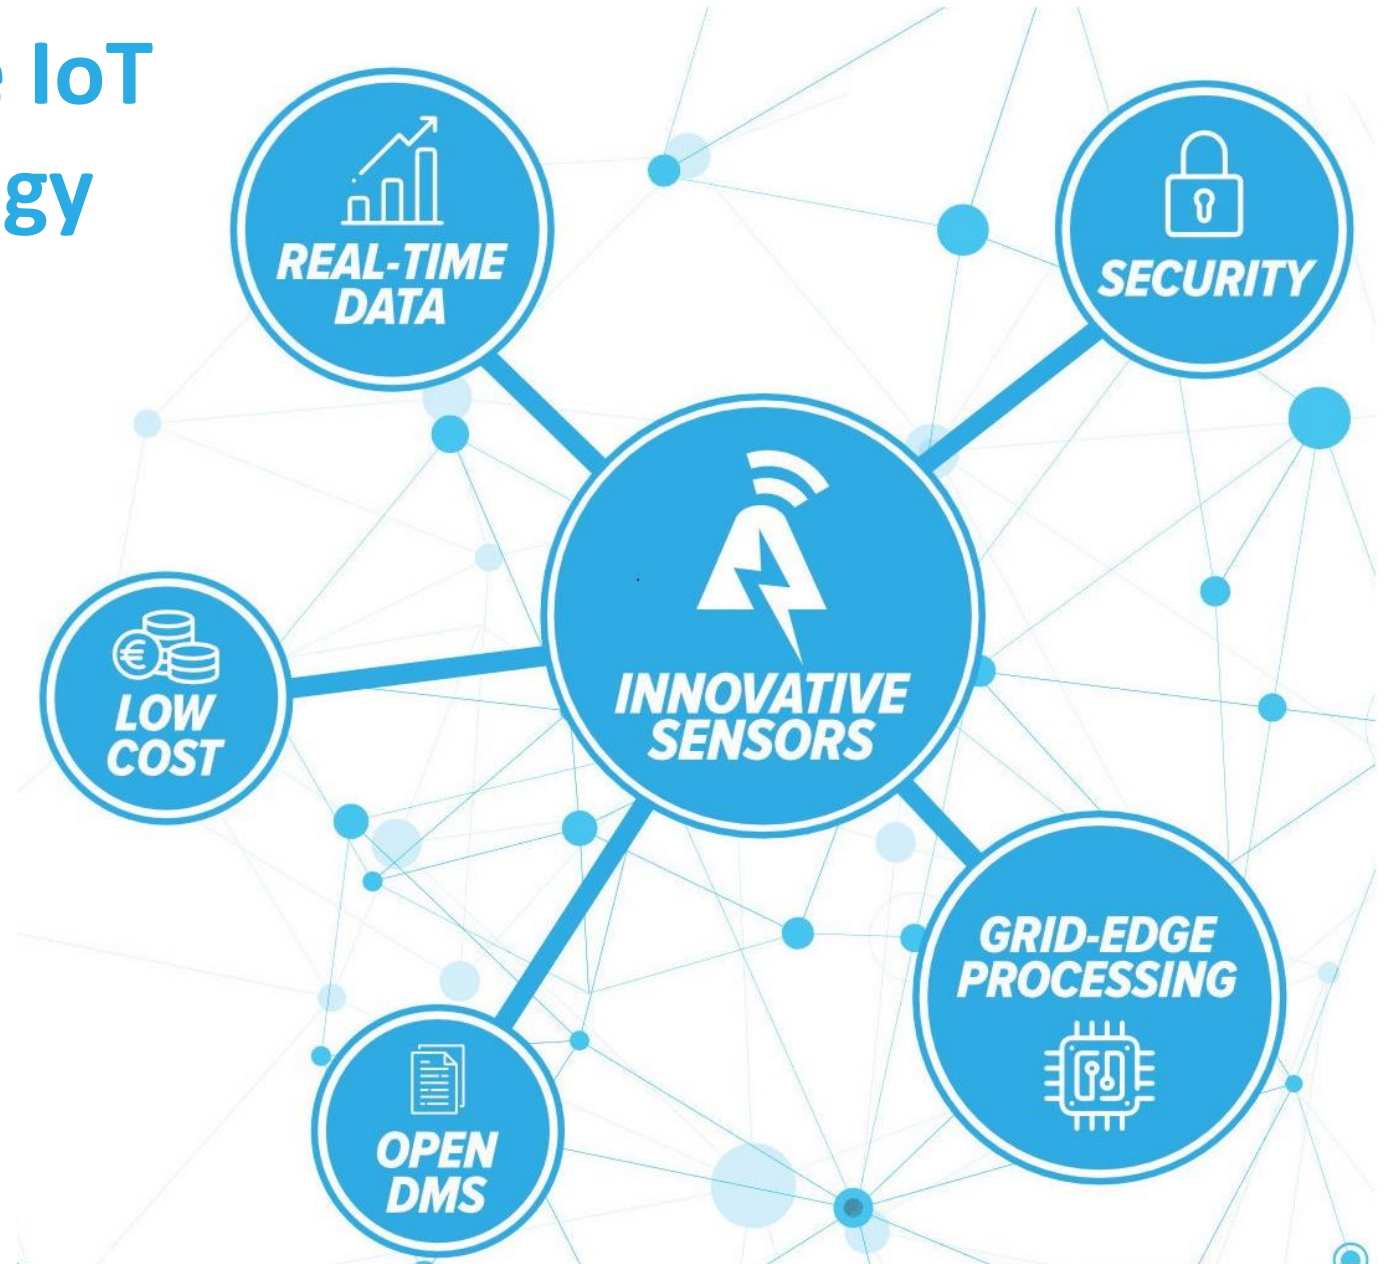 e IoT
gy
REAL-TIME
DATA
SECURITY
INNOVATIVE
SENSORS
€
LOW
COST
GRID-EDGE
PROCESSING
OPEN
DMS